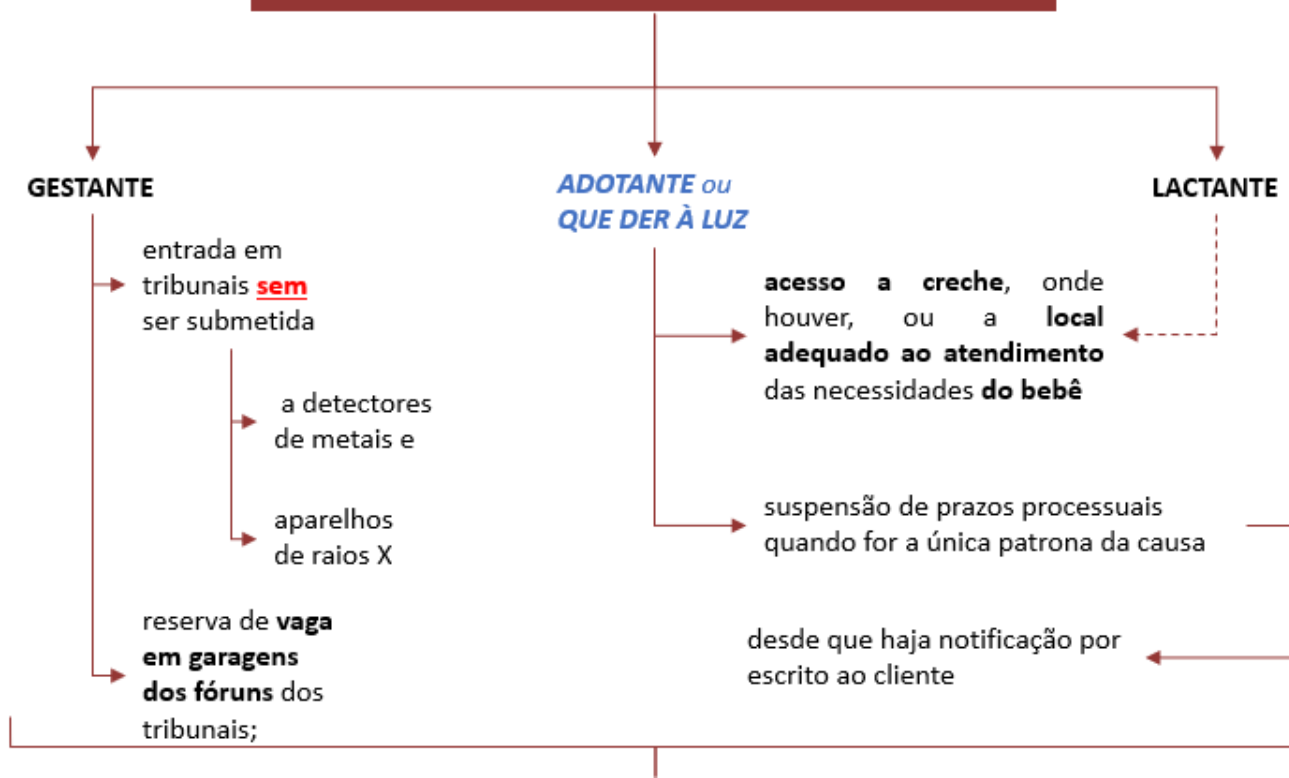 GESTANTE
entrada em
tribunais sem
ser submetida
a detectores
de metais e
aparelhos
de raios X
reserva de vaga
em garagens
dos fóruns dos
tribunais;
ADOTANTE ou
QUE DER À LUZ
acesso a creche, onde
houver, ou a local
adequado ao atendimento
das necessidades do bebê
suspensão de prazos processuais
quando for a única patrona da causa
desde que haja notificação por
escrito ao cliente
LACTANTE